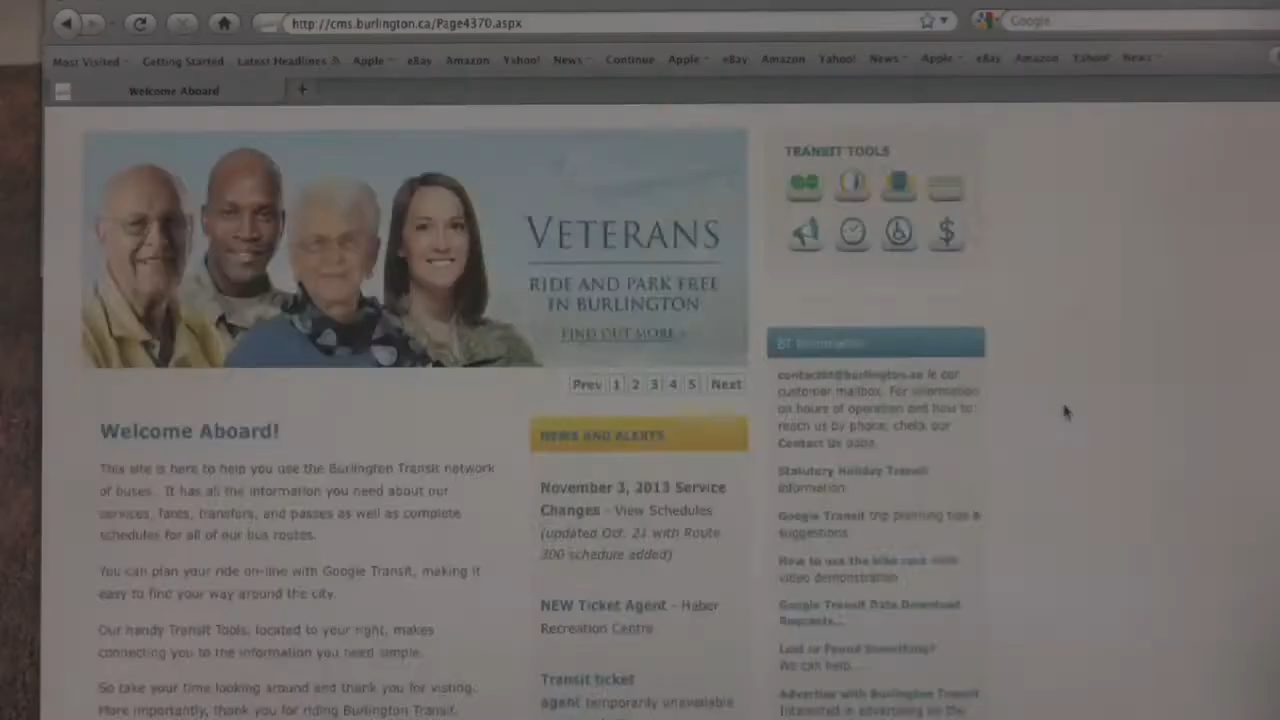 http://cms.burlington.ca/Page4370.aspx
Google
Most Visited Getting Started Latest Headlines Apple eBay Amazon Yahoo! News Continue Apple eBay Amazon Yahoo! News Apple eBay Amazon Yahoo! News
Welcome Aboard
+
VETERANS
RIDE AND PARK FREE
IN BURLINGTON
FIND OUT MORE
Prev 1 2 3 4 5 Next
Welcome Aboard!
This site is here to help you use the Burlington Transit network
of buses. It has all the information you need about our
services, fares, transfers, and passes as well as complete
schedules for all of our bus routes.
You can plan your ride on-line with Google Transit, making it
easy to find your way around the city.
Our handy Transit Tools, located to your right, makes
connecting you to the information you need simple.
So take your time looking around and thank you for visting.
More importantly, thank you for riding Burlington Transit.
NEWS AND ALERTS
November 3, 2013 Service
Changes - View Schedules
(updated Oct. 21 with Route
300 schedule added)
NEW Ticket Agent - Haber
Recreation Centre
Transit ticket
agent temporarily unavailable
TRANSIT TOOLS
$
BT Information
contactbt@burlington.ca is our
customer mailbox. For information
on hours of operation and how to
reach us by phone, check our
Contact Us page.
Statutory Holiday Transit
Information
Google Transit trip planning tips &
suggestions
How to use the bike rack
video demonstration
Google Transit Data Download
Requests...
Lost or Found Something?
We can help...
Advertise with Burlington Transit
Interested in advertising on the